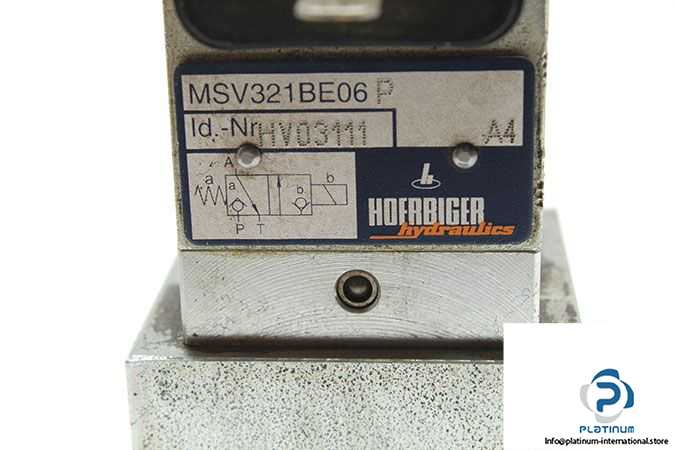 MSV321BE06 P
Id.-Nr HV03111 A4
A
a a b b
P T
HOERBIGER
hydraulics
PLATINUM
Info@platinum-international.store